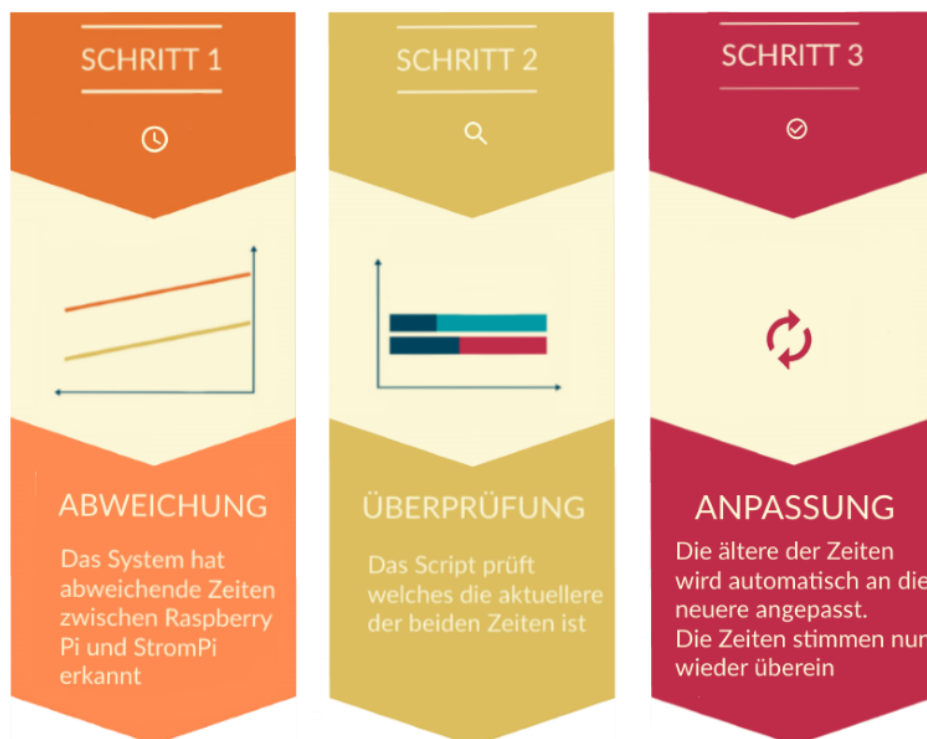 SCHRITT 1
ABWEICHUNG
Das System hat
abweichende Zeiten
zwischen Raspberry
Pi und StromPi
erkannt
SCHRITT 2
ÜBERPRÜFUNG
Das Script prüft
welches die aktuellere
der beiden Zeiten ist
SCHRITT 3
ANPASSUNG
Die ältere der Zeiten
wird automatisch an die
neuere angepasst.
Die Zeiten stimmen nun
wieder überein